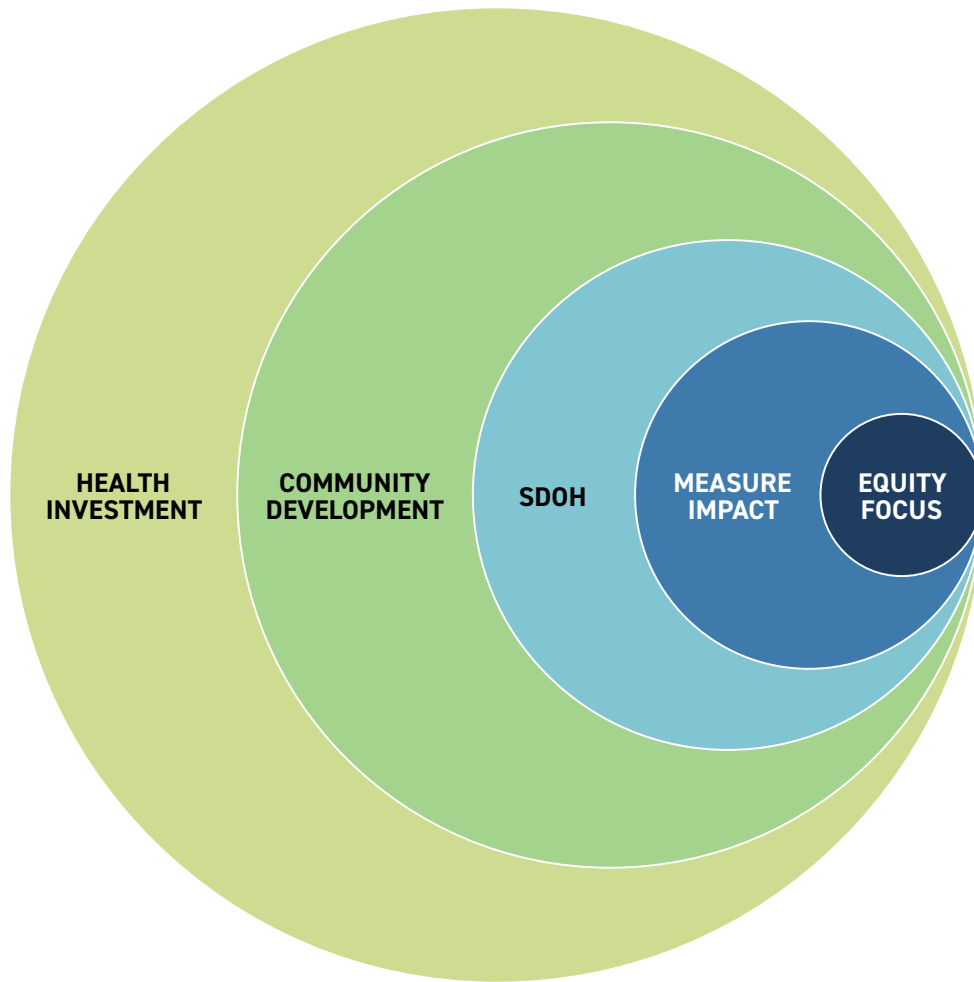 HEALTH
INVESTMENT
COMMUNITY
DEVELOPMENT
SDOH
MEASURE
IMPACT
EQUITY
FOCUS